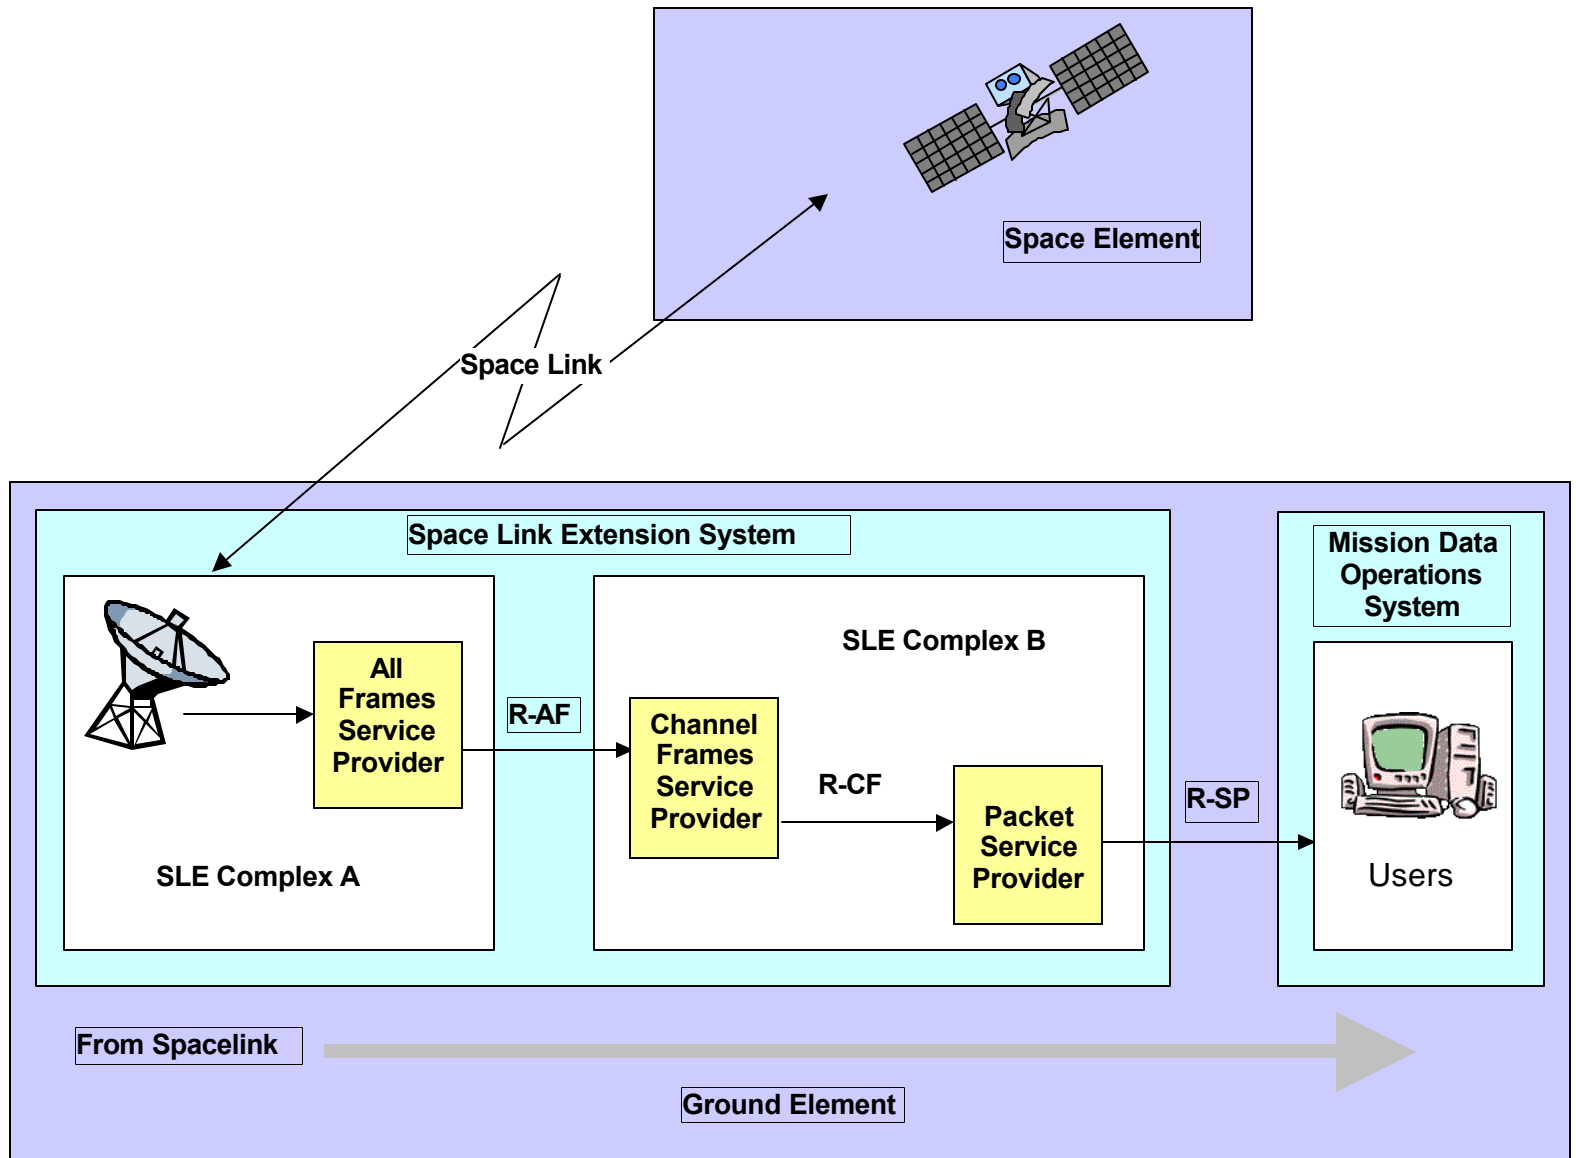 Space Element
Space Link
Space Link Extension System
Mission Data
Operations
System
All
Frames
Service
Provider
SLE Complex A
R-AF
SLE Complex B
Channel
Frames
Service
Provider
R-CF
Packet
Service
Provider
R-SP
Users
From Spacelink
Ground Element